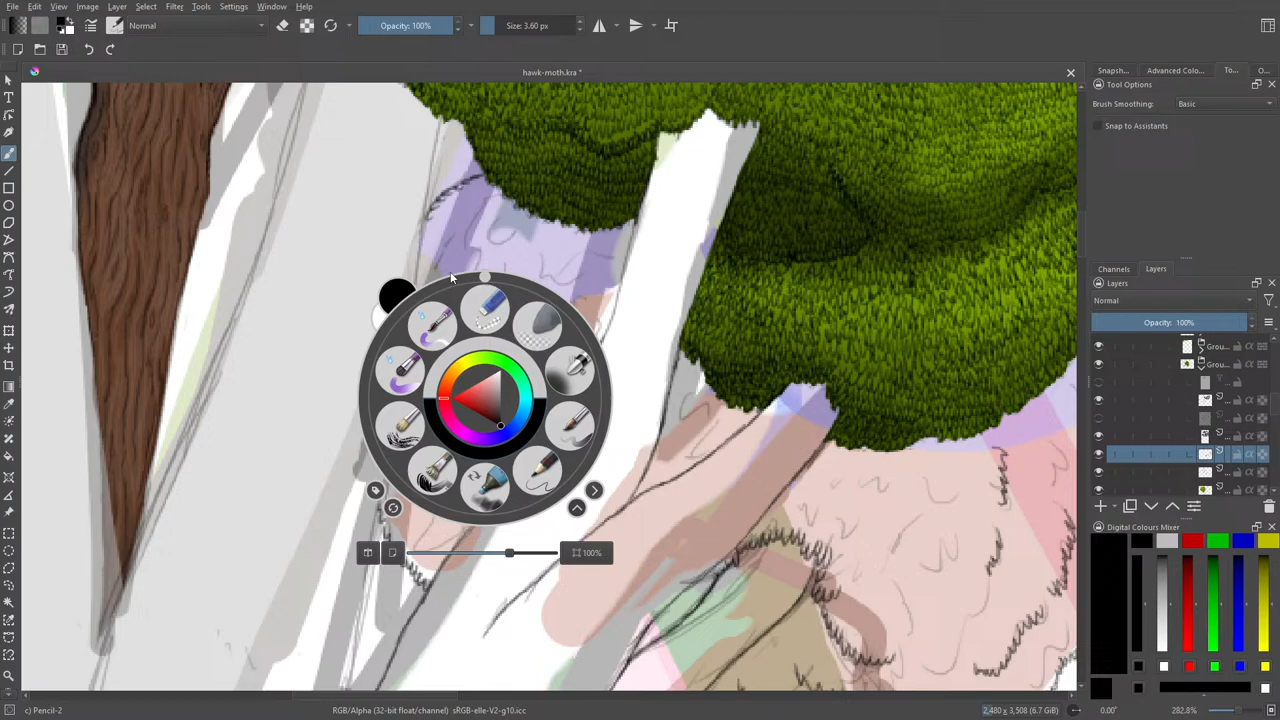 File Edit View Image Layer Select Filter Tools Settings Window Help
Normal Opacity: 100% Size: 3.60 px
hawk-moth.kra *
Snapsh... Advanced Colo... To... O...
Tool Options
Brush Smoothing: Basic
Snap to Assistants
Channels Layers
Layers
Normal
Opacity: 100%
Grou...
Grou...
100%
Digital Colours Mixer
c) Pencil-2 RGB/Alpha (32-bit float/channel) sRGB-elle-V2-g10.icc 2,480 x 3,508 (6.7 GiB) 0.00° 282.8%